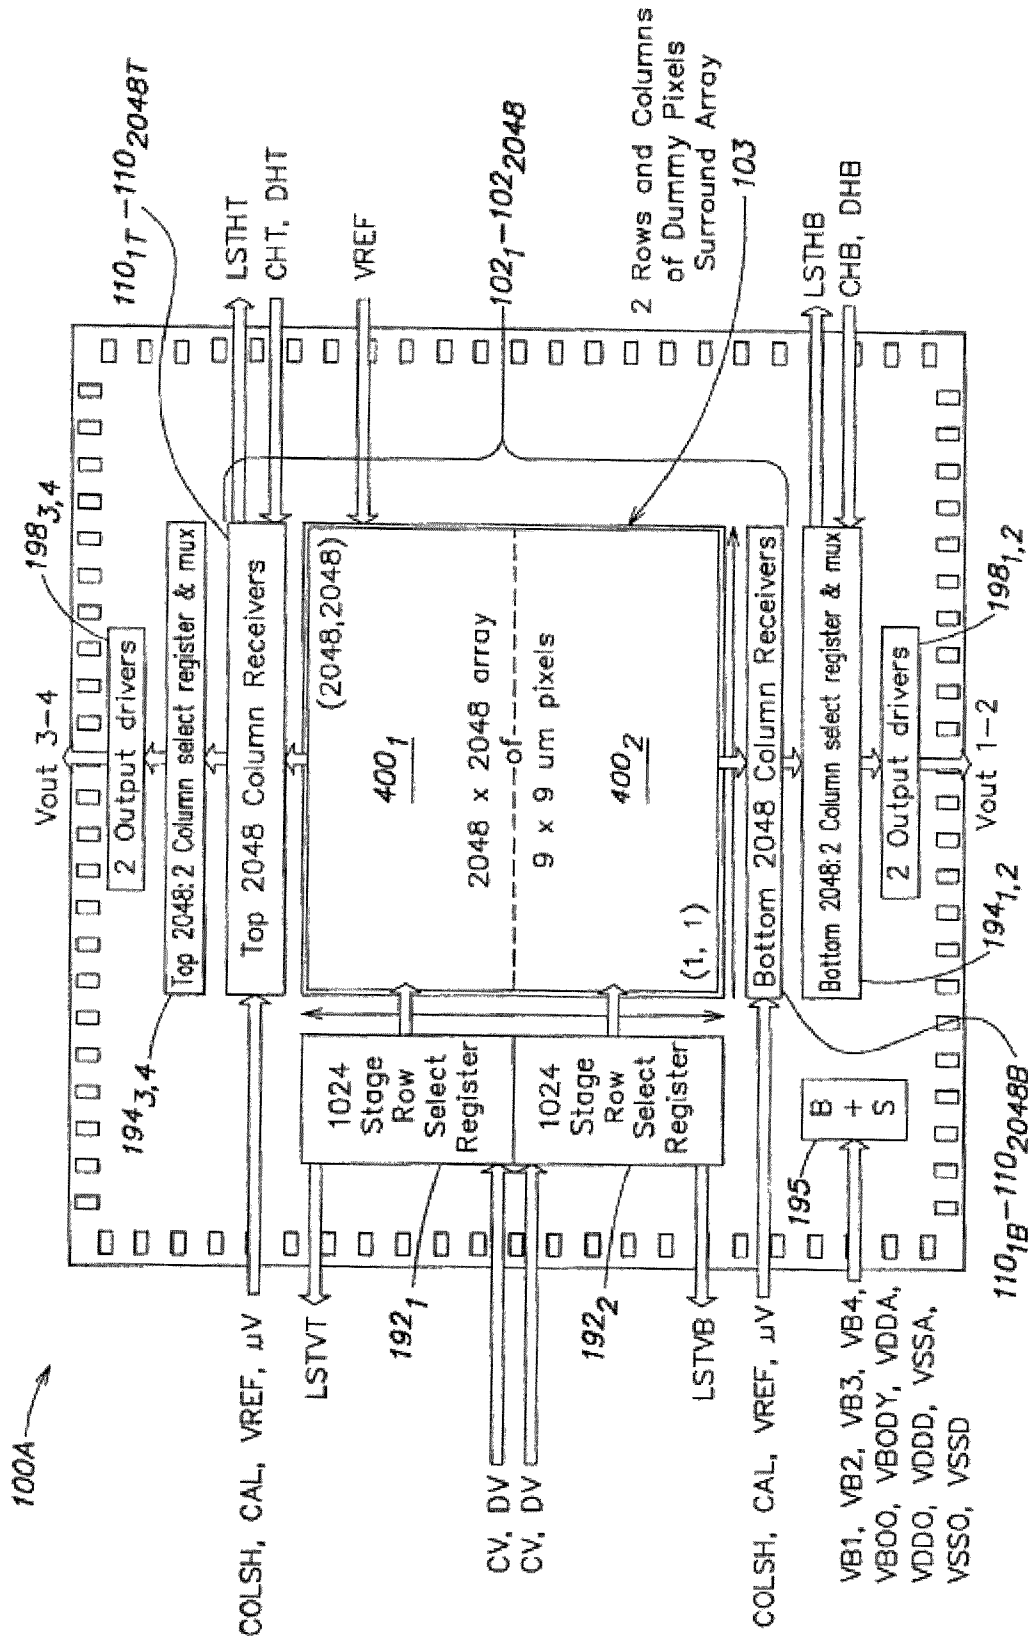 100A
Vout 3-4
198₃,₄
2 Output drivers
194₃,₄
Top 2048:2 Column select register & mux
110₁T-110₂₀₄₈T
Top 2048 Column Receivers
COLSH, CAL, VREF, µV
LSTHT
CHT, DHT
VREF
LSTVT
192₁
1024
Stage
Row
Select
Register
CV, DV
CV, DV
1024
Stage
Row
Select
Register
192₂
LSTVB
(2048,2048)
400₁
2048 x 2048 array
of
9 x 9 um pixels
400₂
(1, 1)
102₁-102₂₀₄₈
2 Rows and Columns
of Dummy Pixels
Surround Array
103
COLSH, CAL, VREF, µV
Bottom 2048 Column Receivers
110₁B-110₂₀₄₈B
Bottom 2048:2 Column select register & mux
194₁,₂
LSTHB
CHB, DHB
2 Output drivers
198₁,₂
Vout 1-2
195
B
+
S
VB1, VB2, VB3, VB4,
VBOO, VBODY, VDDA,
VDDO, VDDD, VSSA,
VSSO, VSSD